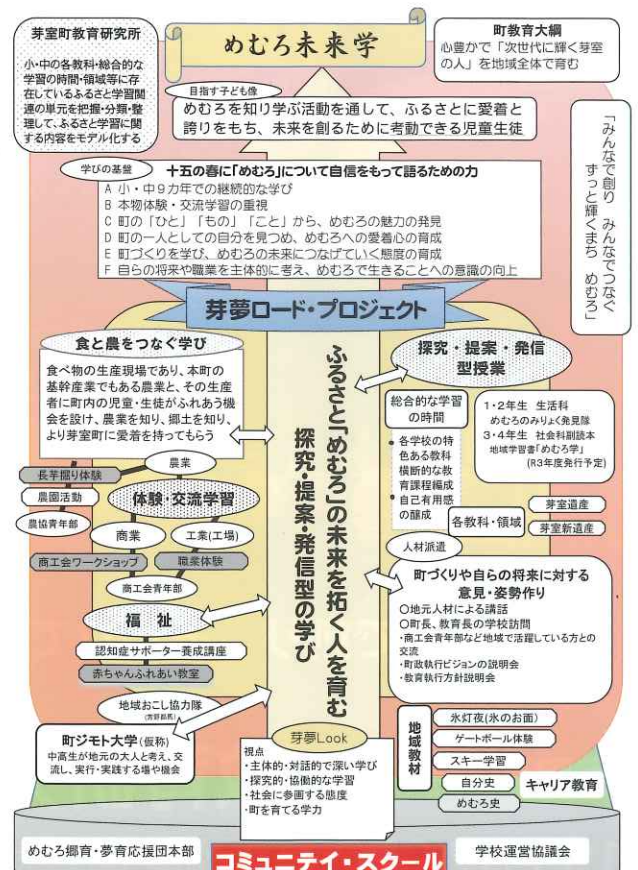 芽室町教育研究所
小・中の各教科・総合的な
学習の時間・領域等に存
在しているふるさと学習関
連の単元を把握・分類・整
理して、ふるさと学習に関
する内容をモデル化する
めむろ未来学
町教育大綱
心豊かで「次世代に輝く芽室
の人」を地域全体で育む
目指す子ども像
めむろを知り学ぶ活動を通して、ふるさとに愛着と
誇りをもち、未来を創るために考動できる児童生徒
「みんなで創り みんなでつなぐ
ずっと輝くまち めむろ」
学びの基盤
十五の春に「めむろ」について自信をもって語るための力
A 小・中9カ年での継続的な学び
B 本物体験・交流学習の重視
C 町の「ひと」「もの」「こと」から、めむろの魅力の発見
D 町の一人としての自分を見つめ、めむろへの愛着心の育成
E 町づくりを学び、めむろの未来につなげていく態度の育成
F 自らの将来や職業を主体的に考え、めむろで生きることへの意識の向上
芽夢ロード・プロジェクト
食と農をつなぐ学び
食べ物の生産現場であり、本町の
基幹産業でもある農業と、その生産
者に町内の児童・生徒がふれあう機
会を設け、農業を知り、郷土を知り、
より芽室町に愛着を持ってもらう
農業
長芋掘り体験
農園活動
農協青年部
体験・交流学習
商業
工業(工場)
商工会ワークショップ
職業体験
商工会青年部
福祉
認知症サポーター養成講座
赤ちゃんふれあい教室
地域おこし協力隊
町ジモト大学(仮称)
中高生が地元の大人と考え、交
流し、実行・実践する場や機会
ふるさと「めむろ」の未来を拓く人を育む
探究・提案・発信型の学び
探究・提案・発信
型授業
総合的な学習
の時間
・各学校の特
色ある教科
横断的な教
育課程編成
・自己有用感
の醸成
1・2年生 生活科
めむろのみりょく発見隊
3・4年生 社会科副読本
地域学習書「めむろ学」
(R3年度発行予定)
各教科・領域
芽室遺産
芽室新遺産
人材派遣
町づくりや自らの将来に対する
意見・姿勢作り
○地元人材による講話
○町長、教育長の学校訪問
・商工会青年部など地域で活躍している方との
交流
・町政執行ビジョンの説明会
・教育執行方針説明会
地域教材
氷灯夜(氷のお面)
ゲートボール体験
スキー学習
自分史
めむろ史
キャリア教育
芽夢Look
視点
・主体的・対話的で深い学び
・探究的・協働的な学習
・社会に参画する態度
・町を育てる学力
めむろ郷育・夢育応援団本部
コミュニティ・スクール
学校運営協議会